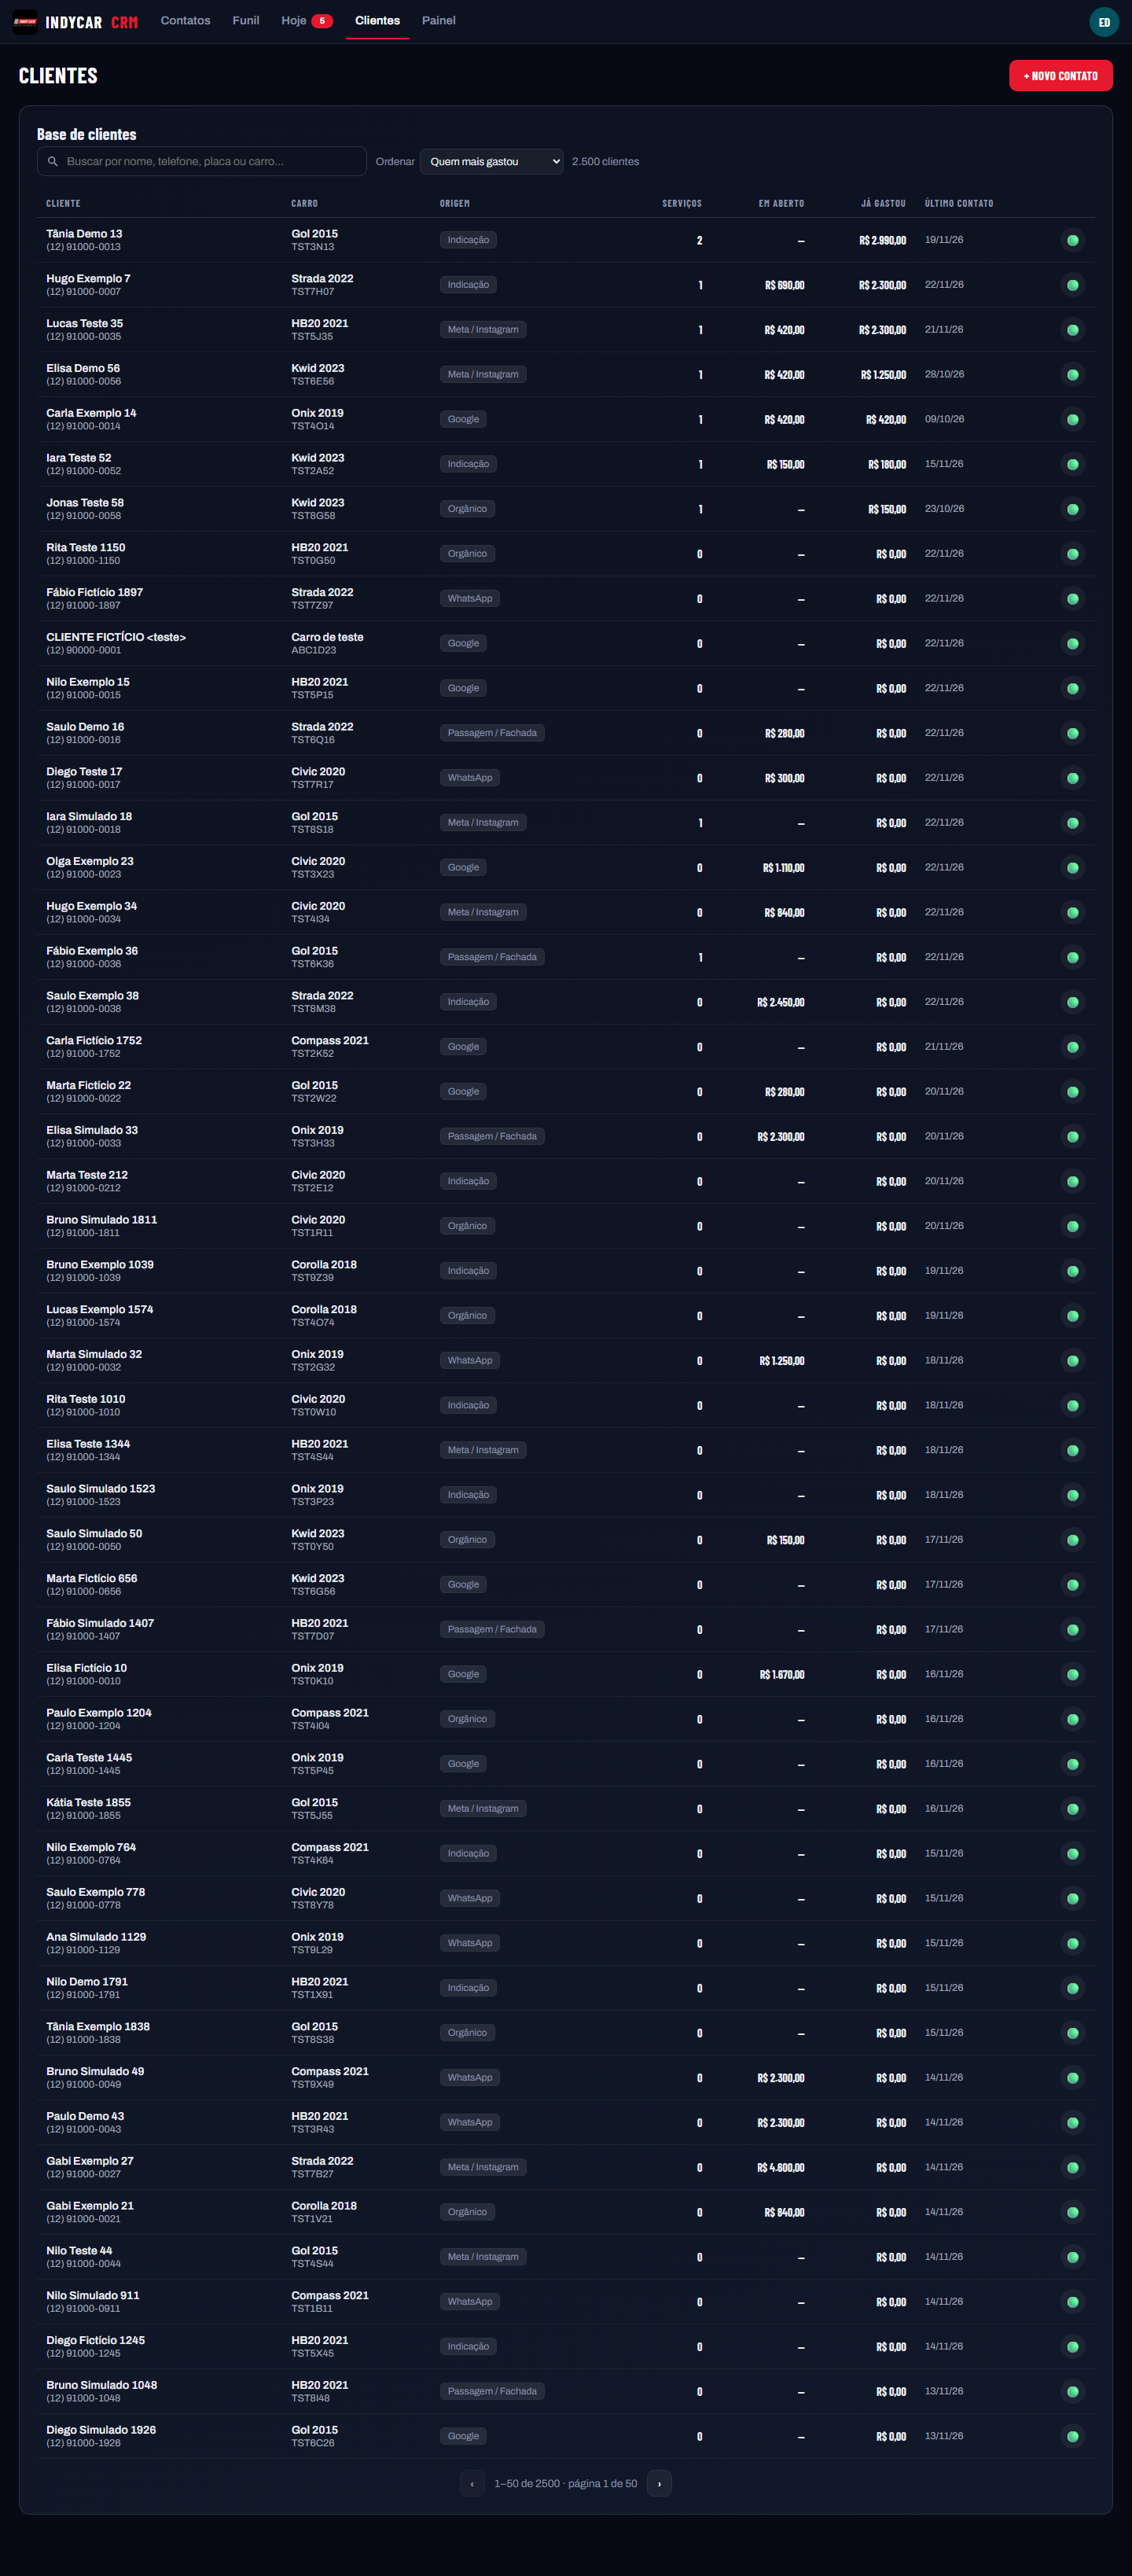 INDYCAR CRM Contatos Funil Hoje 5 Clientes Painel ED
CLIENTES + NOVO CONTATO
Base de clientes
Buscar por nome, telefone, placa ou carro... Ordenar Quem mais gastou 2.500 clientes
CLIENTE CARRO ORIGEM SERVIÇOS EM ABERTO JÁ GASTOU ÚLTIMO CONTATO
Tânia Demo 13 Gol 2015
(12) 91000-0013 TST3N13 Indicação 2 – R$ 2.990,00 19/11/26
Hugo Exemplo 7 Strada 2022
(12) 91000-0007 TST7H07 Indicação 1 R$ 690,00 R$ 2.300,00 22/11/26
Lucas Teste 35 HB20 2021
(12) 91000-0035 TST5J35 Meta / Instagram 1 R$ 420,00 R$ 2.300,00 21/11/26
Elisa Demo 56 Kwid 2023
(12) 91000-0056 TST6E56 Meta / Instagram 1 R$ 420,00 R$ 1.250,00 28/10/26
Carla Exemplo 14 Onix 2019
(12) 91000-0014 TST4O14 Google 1 R$ 420,00 R$ 420,00 09/10/26
Iara Teste 52 Kwid 2023
(12) 91000-0052 TST2A52 Indicação 1 R$ 150,00 R$ 180,00 15/11/26
Jonas Teste 58 Kwid 2023
(12) 91000-0058 TST8G58 Orgânico 1 – R$ 150,00 23/10/26
Rita Teste 1150 HB20 2021
(12) 91000-1150 TST0G50 Orgânico 0 – R$ 0,00 22/11/26
Fábio Fictício 1897 Strada 2022
(12) 91000-1897 TST7Z97 WhatsApp 0 – R$ 0,00 22/11/26
CLIENTE FICTÍCIO <teste> Carro de teste
(12) 90000-0001 ABC1D23 Google 0 – R$ 0,00 22/11/26
Nilo Exemplo 15 HB20 2021
(12) 91000-0015 TST5P15 Google 0 – R$ 0,00 22/11/26
Saulo Demo 16 Strada 2022
(12) 91000-0016 TST6Q16 Passagem / Fachada 0 R$ 280,00 R$ 0,00 22/11/26
Diego Teste 17 Civic 2020
(12) 91000-0017 TST7R17 WhatsApp 0 R$ 300,00 R$ 0,00 22/11/26
Iara Simulado 18 Gol 2015
(12) 91000-0018 TST8S18 Meta / Instagram 1 – R$ 0,00 22/11/26
Olga Exemplo 23 Civic 2020
(12) 91000-0023 TST3X23 Google 0 R$ 1.110,00 R$ 0,00 22/11/26
Hugo Exemplo 34 Civic 2020
(12) 91000-0034 TST4I34 Meta / Instagram 0 R$ 840,00 R$ 0,00 22/11/26
Fábio Exemplo 36 Gol 2015
(12) 91000-0036 TST6K36 Passagem / Fachada 1 – R$ 0,00 22/11/26
Saulo Exemplo 38 Strada 2022
(12) 91000-0038 TST8M38 Indicação 0 R$ 2.450,00 R$ 0,00 22/11/26
Carla Fictício 1752 Compass 2021
(12) 91000-1752 TST2K52 Google 0 – R$ 0,00 21/11/26
Marta Fictício 22 Gol 2015
(12) 91000-0022 TST2W22 Google 0 R$ 280,00 R$ 0,00 20/11/26
Elisa Simulado 33 Onix 2019
(12) 91000-0033 TST3H33 Passagem / Fachada 0 R$ 2.300,00 R$ 0,00 20/11/26
Marta Teste 212 Civic 2020
(12) 91000-0212 TST2E12 Indicação 0 – R$ 0,00 20/11/26
Bruno Simulado 1811 Civic 2020
(12) 91000-1811 TST1R11 Orgânico 0 – R$ 0,00 20/11/26
Bruno Exemplo 1039 Corolla 2018
(12) 91000-1039 TST9Z39 Indicação 0 – R$ 0,00 19/11/26
Lucas Exemplo 1574 Corolla 2018
(12) 91000-1574 TST4O74 Orgânico 0 – R$ 0,00 19/11/26
Marta Simulado 32 Onix 2019
(12) 91000-0032 TST2G32 WhatsApp 0 R$ 1.250,00 R$ 0,00 18/11/26
Rita Teste 1010 Civic 2020
(12) 91000-1010 TST0W10 Indicação 0 – R$ 0,00 18/11/26
Elisa Teste 1344 HB20 2021
(12) 91000-1344 TST4S44 Meta / Instagram 0 – R$ 0,00 18/11/26
Saulo Simulado 1523 Onix 2019
(12) 91000-1523 TST3P23 Indicação 0 – R$ 0,00 18/11/26
Saulo Simulado 50 Kwid 2023
(12) 91000-0050 TST0Y50 Orgânico 0 R$ 150,00 R$ 0,00 17/11/26
Marta Fictício 656 Kwid 2023
(12) 91000-0656 TST6G56 Google 0 – R$ 0,00 17/11/26
Fábio Simulado 1407 HB20 2021
(12) 91000-1407 TST7D07 Passagem / Fachada 0 – R$ 0,00 17/11/26
Elisa Fictício 10 Onix 2019
(12) 91000-0010 TST0K10 Google 0 R$ 1.670,00 R$ 0,00 16/11/26
Paulo Exemplo 1204 Compass 2021
(12) 91000-1204 TST4I04 Orgânico 0 – R$ 0,00 16/11/26
Carla Teste 1445 Onix 2019
(12) 91000-1445 TST5P45 Google 0 – R$ 0,00 16/11/26
Kátia Teste 1855 Gol 2015
(12) 91000-1855 TST5J55 Meta / Instagram 0 – R$ 0,00 16/11/26
Nilo Exemplo 764 Compass 2021
(12) 91000-0764 TST4K64 Indicação 0 – R$ 0,00 15/11/26
Saulo Exemplo 778 Civic 2020
(12) 91000-0778 TST8Y78 WhatsApp 0 – R$ 0,00 15/11/26
Ana Simulado 1129 Onix 2019
(12) 91000-1129 TST9L29 WhatsApp 0 – R$ 0,00 15/11/26
Nilo Demo 1791 HB20 2021
(12) 91000-1791 TST1X91 Indicação 0 – R$ 0,00 15/11/26
Tânia Exemplo 1838 Gol 2015
(12) 91000-1838 TST8S38 Orgânico 0 – R$ 0,00 15/11/26
Bruno Simulado 49 Compass 2021
(12) 91000-0049 TST9X49 WhatsApp 0 R$ 2.300,00 R$ 0,00 14/11/26
Paulo Demo 43 HB20 2021
(12) 91000-0043 TST3R43 WhatsApp 0 R$ 2.300,00 R$ 0,00 14/11/26
Gabi Exemplo 27 Strada 2022
(12) 91000-0027 TST7B27 Meta / Instagram 0 R$ 4.600,00 R$ 0,00 14/11/26
Gabi Exemplo 21 Corolla 2018
(12) 91000-0021 TST1V21 Orgânico 0 R$ 840,00 R$ 0,00 14/11/26
Nilo Teste 44 Gol 2015
(12) 91000-0044 TST4S44 Meta / Instagram 0 – R$ 0,00 14/11/26
Nilo Simulado 911 Compass 2021
(12) 91000-0911 TST1B11 WhatsApp 0 – R$ 0,00 14/11/26
Diego Fictício 1245 HB20 2021
(12) 91000-1245 TST5X45 Indicação 0 – R$ 0,00 14/11/26
Bruno Simulado 1048 HB20 2021
(12) 91000-1048 TST8I48 Passagem / Fachada 0 – R$ 0,00 13/11/26
Diego Simulado 1926 Gol 2015
(12) 91000-1926 TST6C26 Google 0 – R$ 0,00 13/11/26
‹ 1–50 de 2500 · página 1 de 50 ›